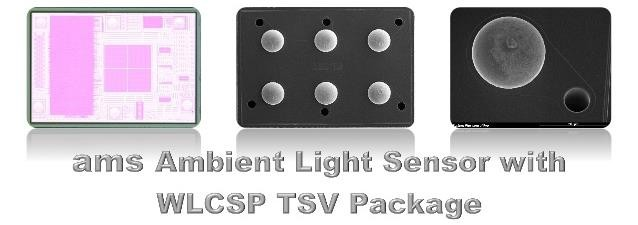 ams Ambient Light Sensor with
WLCSP TSV Package